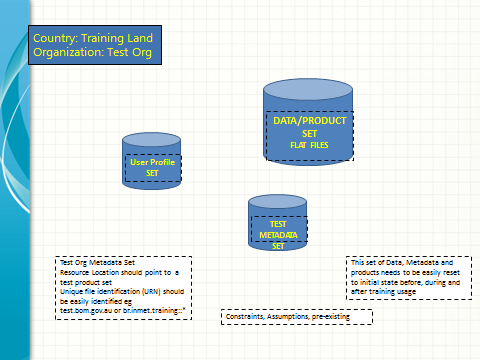 Country: Training Land
Organization: Test Org
DATA/PRODUCT
SET
FLAT FILES
User Profile
SET
TEST
METADATA
SET
Test Org Metadata Set
Resource Location should point to a
test product set
Unique file identification (URN) should
be easily identified eg
test.bom.gov.au or br.inmet.training::"
This set of Data, Metadata and
products needs to be easily reset
to initial state before, during and
after training usage
Constraints, Assumptions, pre-existing